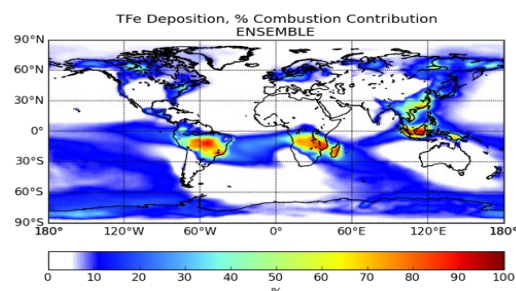 TFe Deposition, % Combustion Contribution
ENSEMBLE
90°N
60°N
30°N
0°
30°S
60°S
90°S
180° 120°W 60°W 0° 60°E 120°E 180°
0 10 20 30 40 50 60 70 80 90 100
%